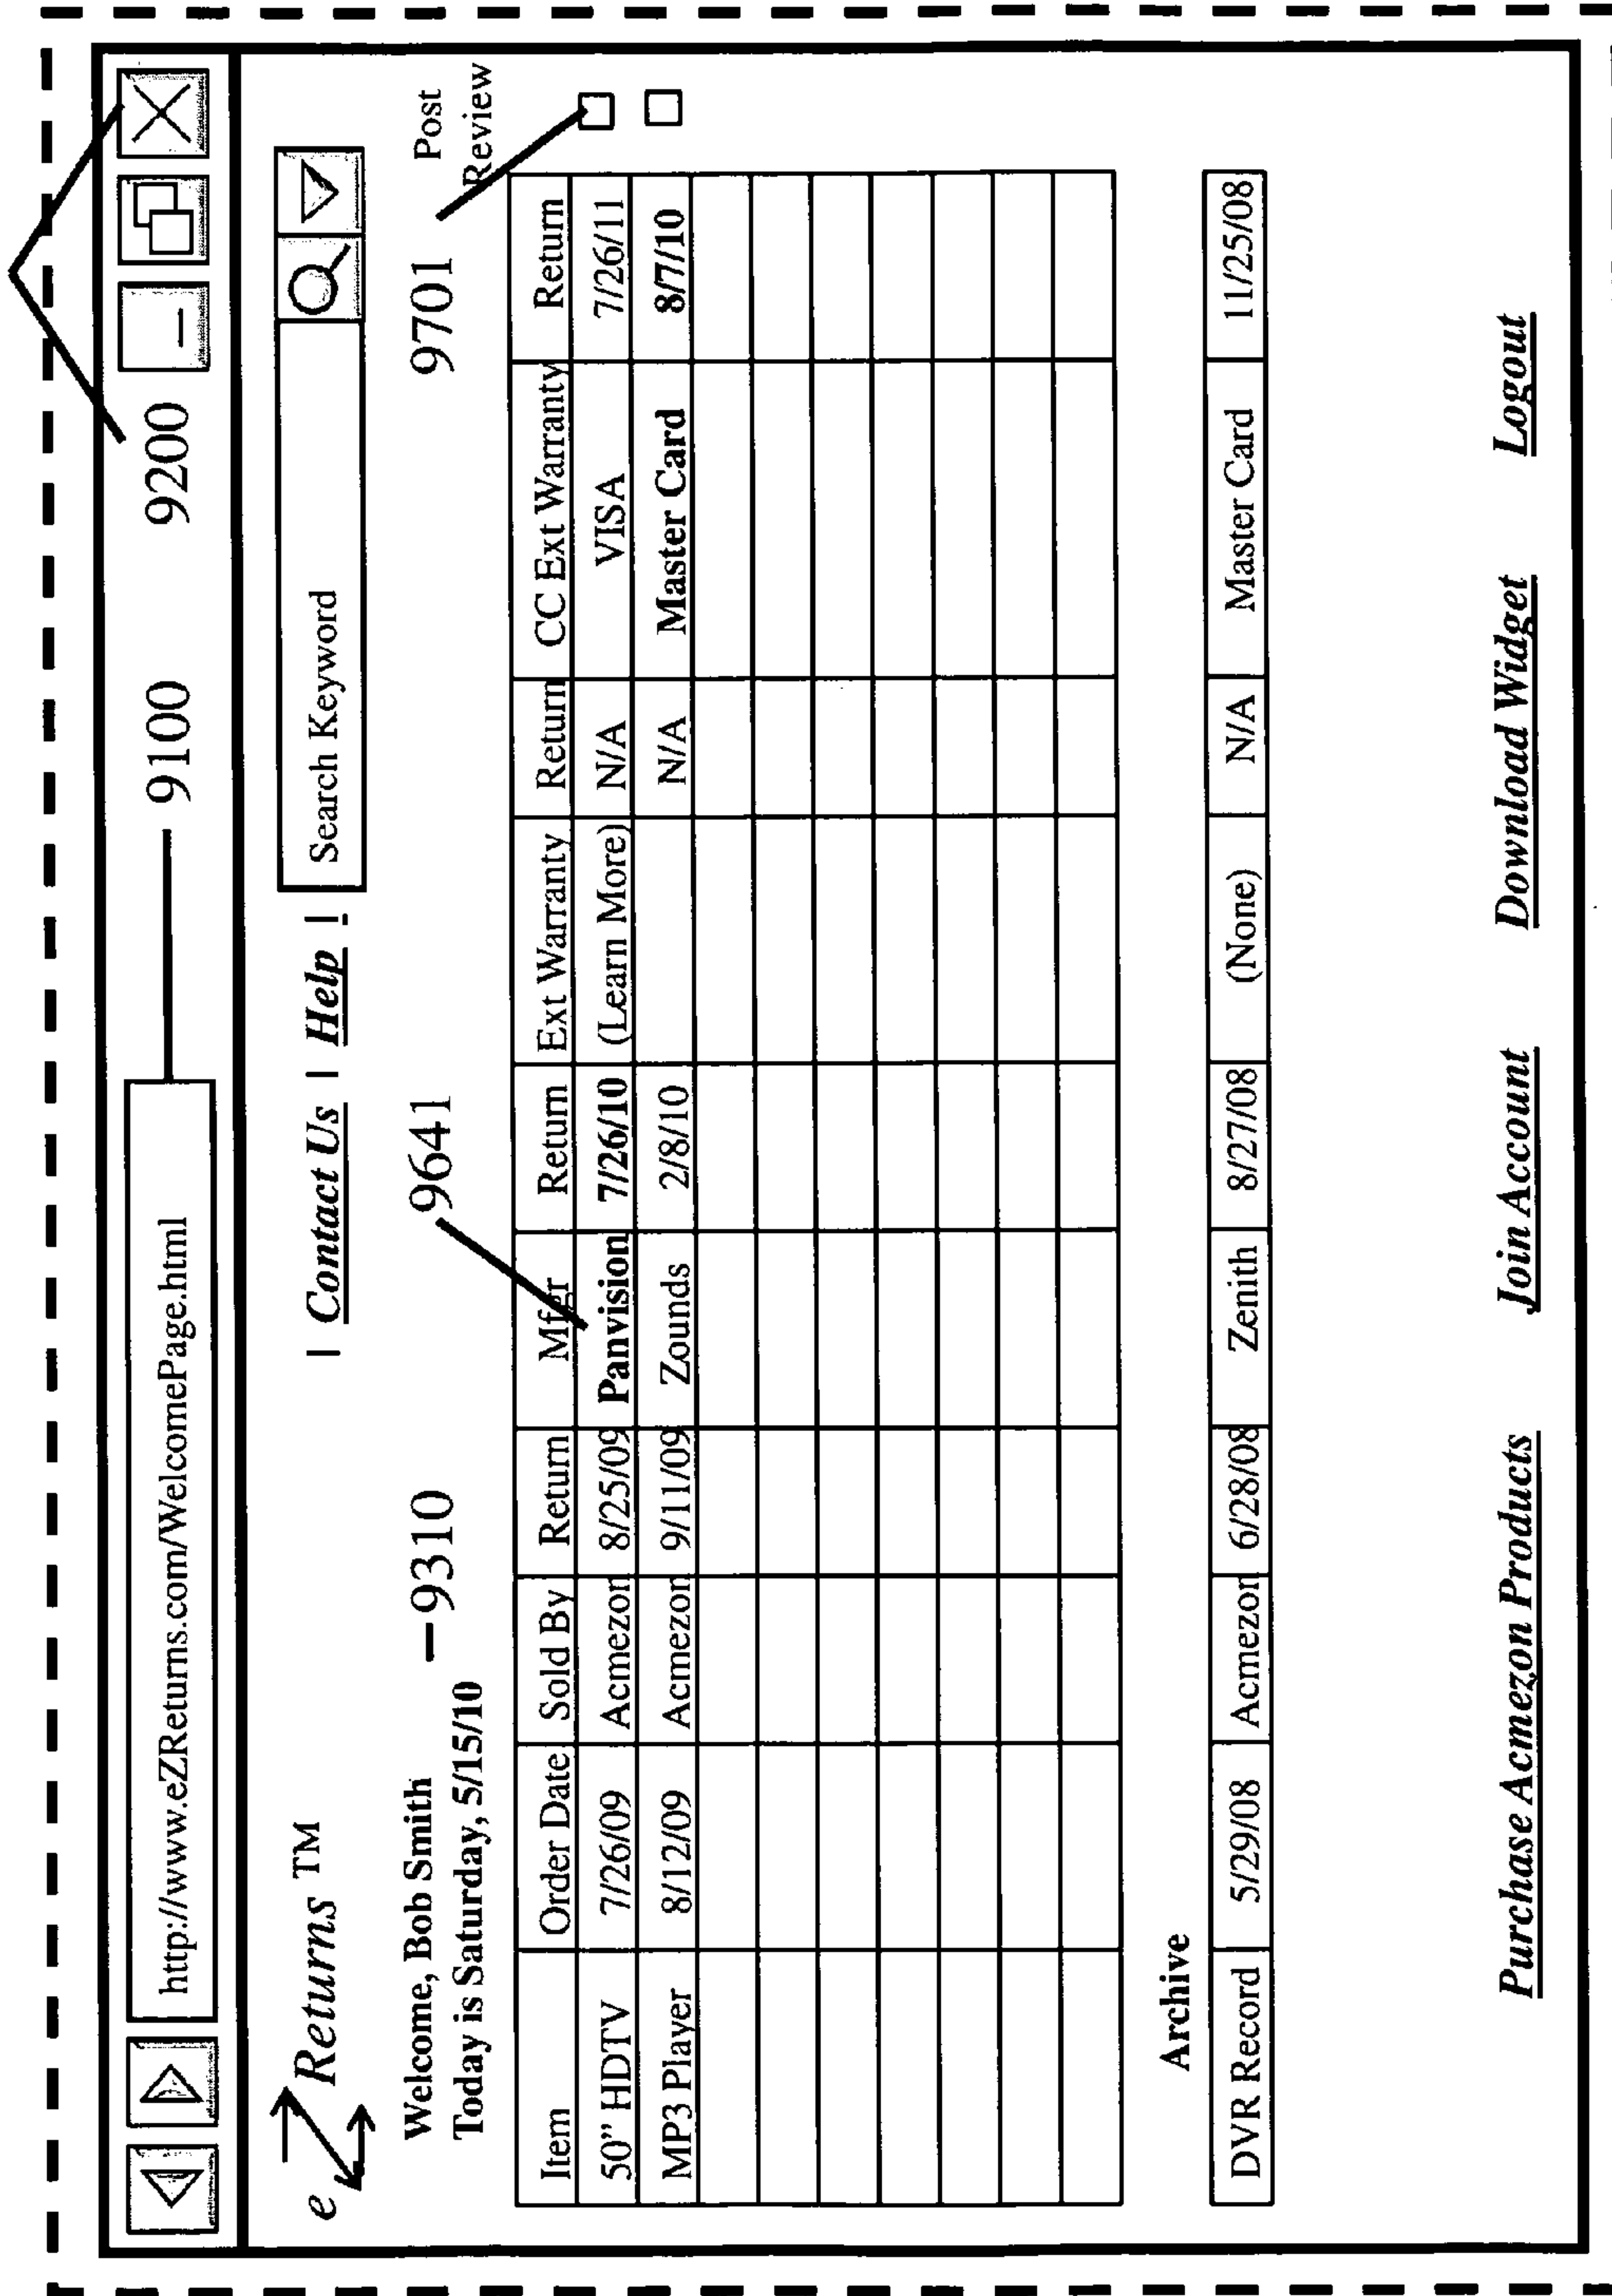 http://www.eZReturns.com/WelcomePage.html 9100 9200
e Returns TM | Contact Us | Help | Search Keyword
Welcome, Bob Smith 9310 9641 9701 Post
Today is Saturday, 5/15/10 Review
Item Order Date Sold By Return Mfgr Return Ext Warranty Return CC Ext Warranty Return
50" HDTV 7/26/09 Acmezon 8/25/09 Panvision 7/26/10 (Learn More) N/A VISA 7/26/11
MP3 Player 8/12/09 Acmezon 9/11/09 Zounds 2/8/10 N/A Master Card 8/7/10
Archive
DVR Record 5/29/08 Acmezon 6/28/08 Zenith 8/27/08 (None) N/A Master Card 11/25/08
Purchase Acmezon Products Join Account Download Widget Logout